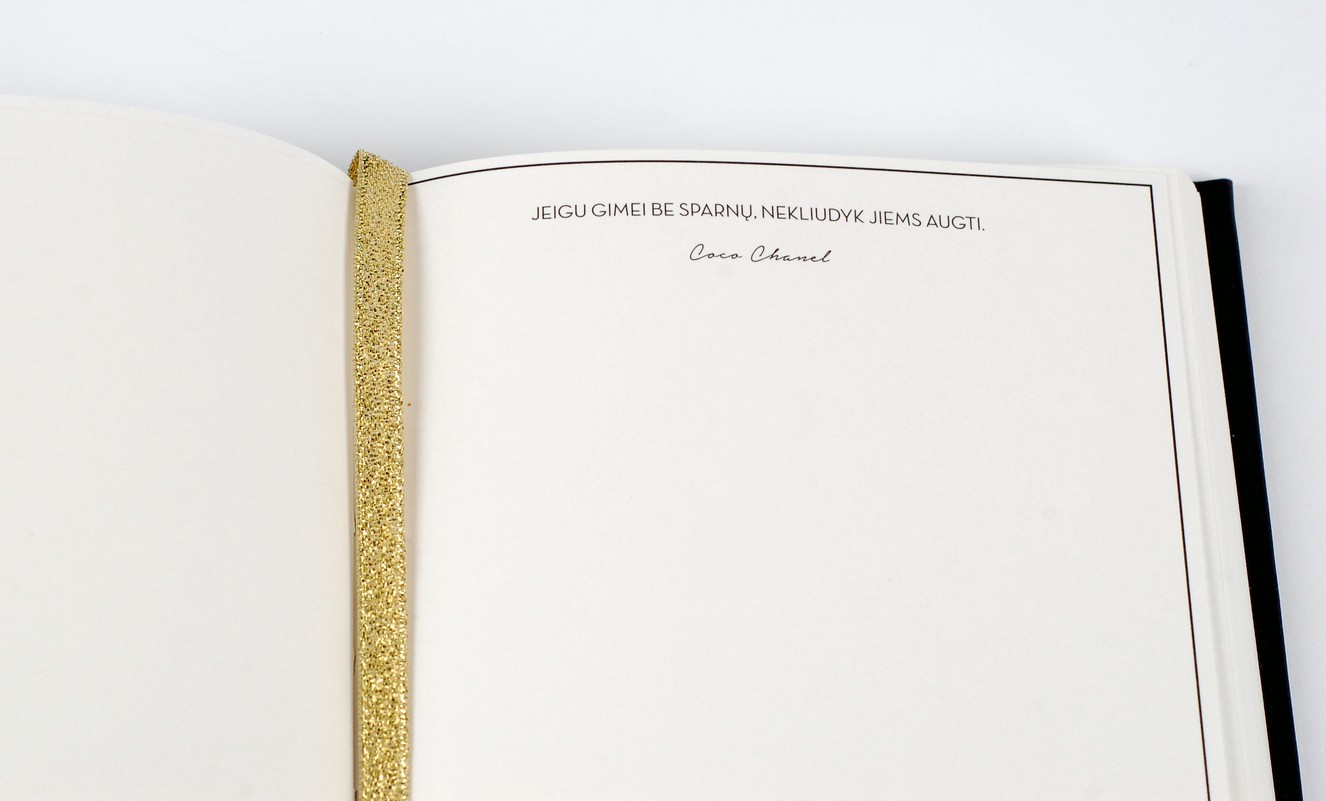 JEIGU GIMEI BE SPARNŲ, NEKLIUDYK JIEMS AUGTI.
Coco Chanel